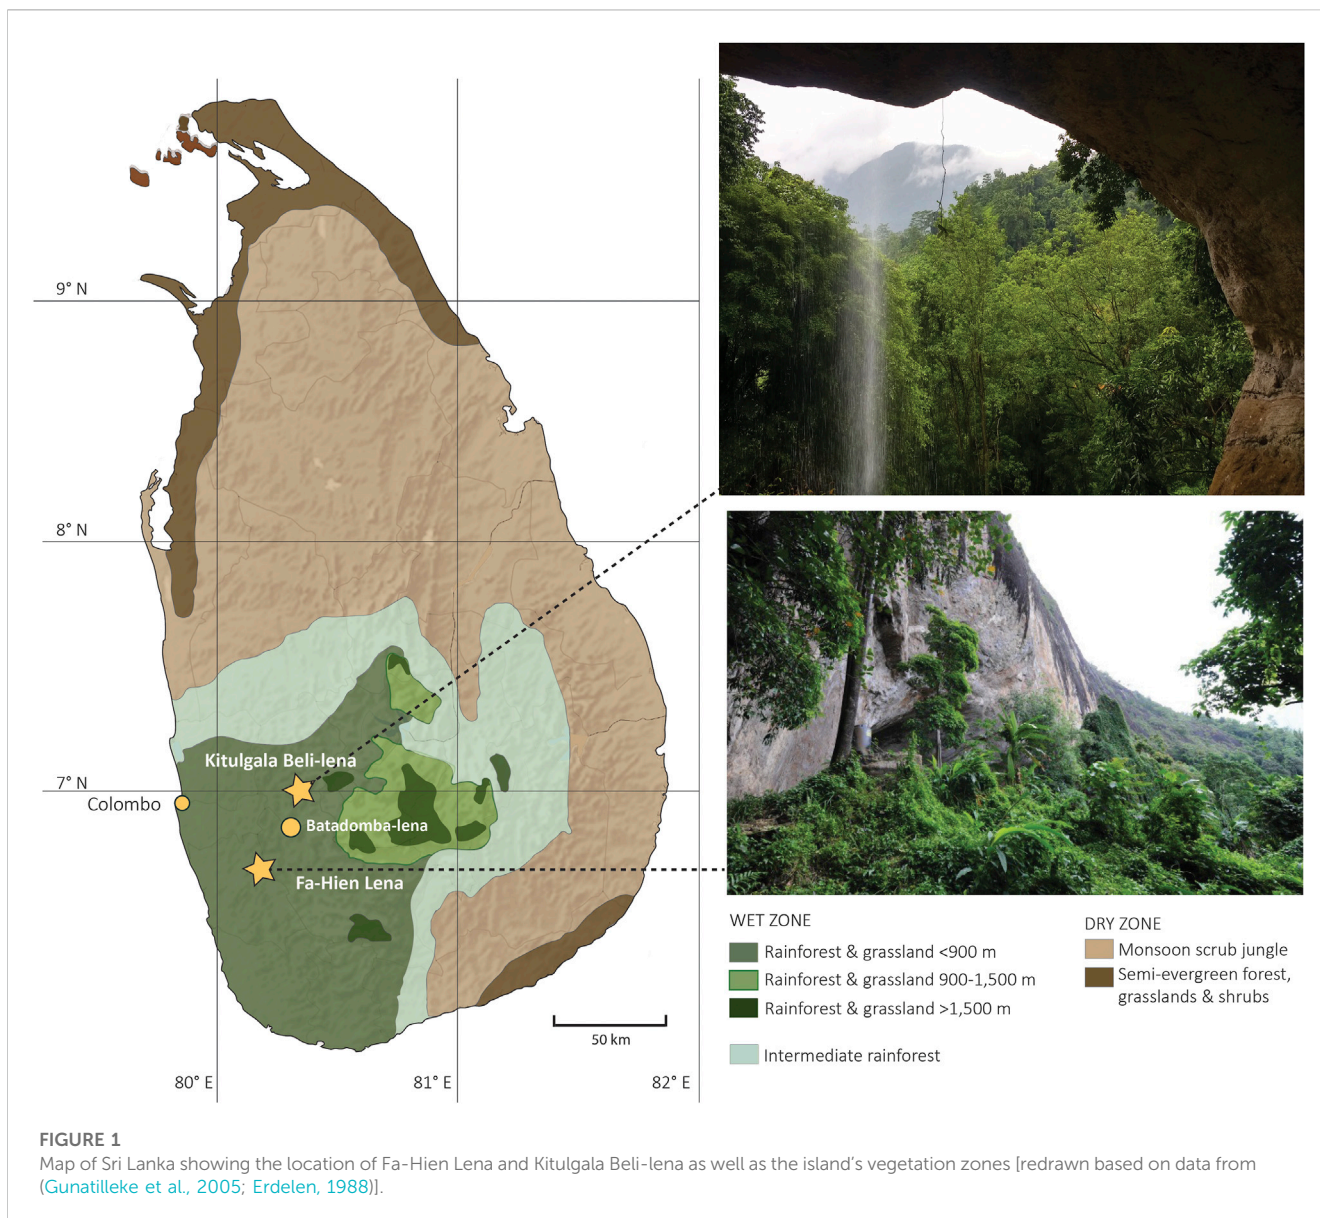 9° N
8° N
Kitulgala Beli-lena
7° N
Colombo
Batadomba-lena
Fa-Hien Lena
50 km
80° E
81° E
82° E
WET ZONE
Rainforest & grassland <900 m
Rainforest & grassland 900-1,500 m
Rainforest & grassland >1,500 m
Intermediate rainforest
DRY ZONE
Monsoon scrub jungle
Semi-evergreen forest,
grasslands & shrubs
FIGURE 1
Map of Sri Lanka showing the location of Fa-Hien Lena and Kitulgala Beli-lena as well as the island’s vegetation zones [redrawn based on data from
(Gunatilleke et al., 2005; Erdelen, 1988)].